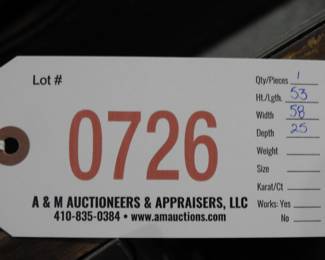 Lot #
0726
A & M AUCTIONEERS & APPRAISERS, LLC
410-835-0384 • www.amauctions.com
Qty/Pieces 1
Ht./Lgth. 53
Width 58
Depth 25
Weight
Size
Karat/Ct
Works: Yes
No